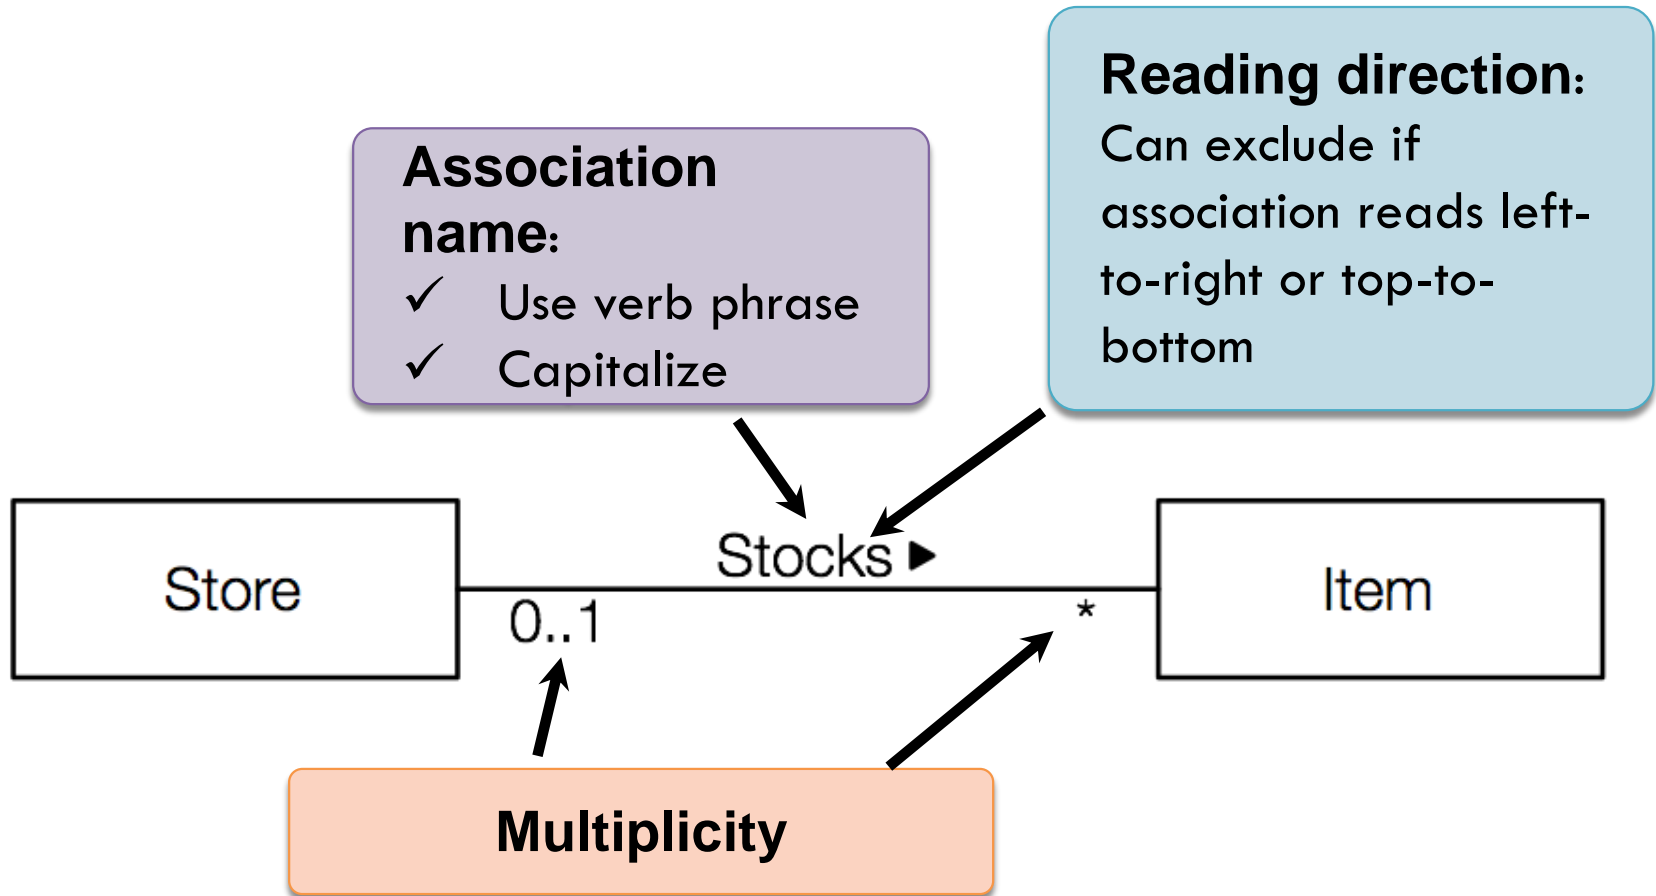 Reading direction:
Can exclude if
association reads left-
to-right or top-to-
bottom
Association
name:
✓ Use verb phrase
✓ Capitalize
Stocks ▶
Store
Item
0..1
*
Multiplicity